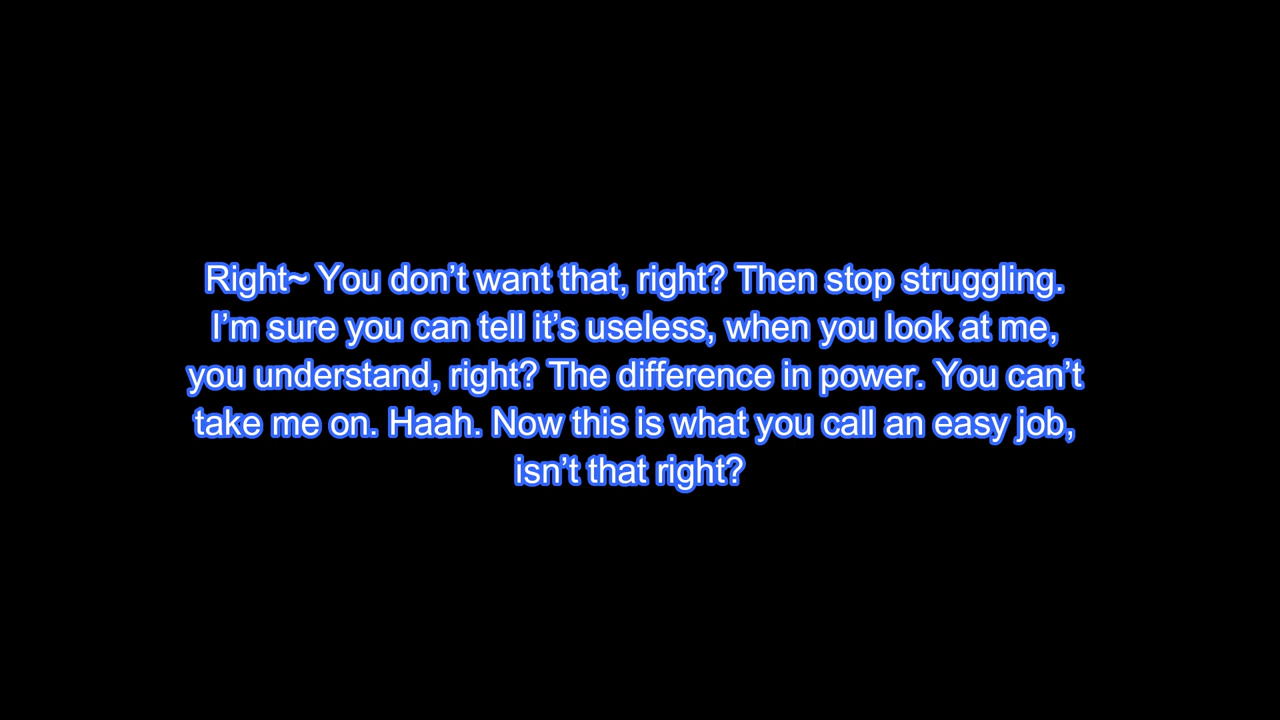 Right~ You don’t want that, right? Then stop struggling.
I’m sure you can tell it’s useless, when you look at me,
you understand, right? The difference in power. You can’t
take me on. Haah. Now this is what you call an easy job,
isn’t that right?